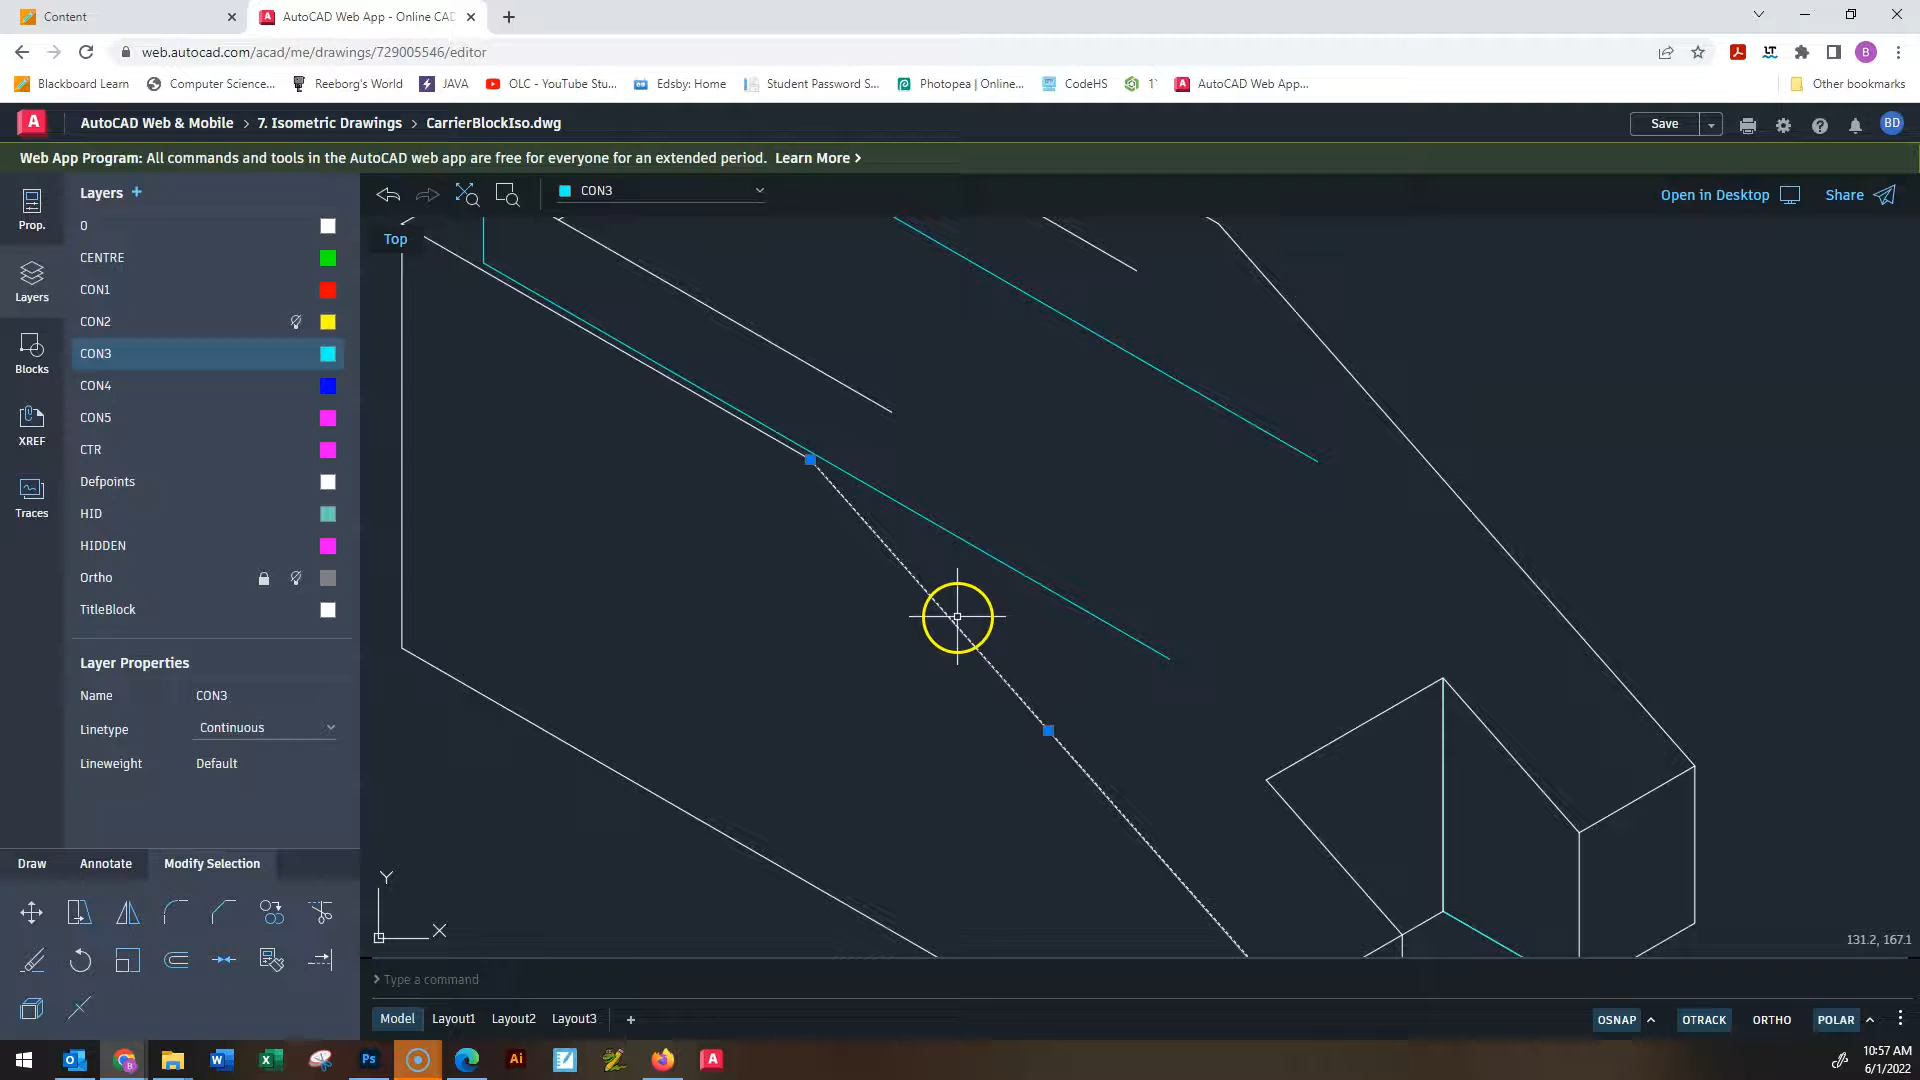 Content
AutoCAD Web App - Online CAD
web.autocad.com/acad/me/drawings/729005546/editor
B
Blackboard Learn
Computer Science...
Reeborg's World
JAVA
OLC - YouTube Stu...
Edsby: Home
Student Password S...
Photopea | Online...
CodeHS
1`
AutoCAD Web App...
Other bookmarks
A
AutoCAD Web & Mobile > 7. Isometric Drawings > CarrierBlockIso.dwg
Save
BD
Web App Program: All commands and tools in the AutoCAD web app are free for everyone for an extended period. Learn More >
Prop.
Layers
Blocks
XREF
Traces
Layers +
0
CENTRE
CON1
CON2
CON3
CON4
CON5
CTR
Defpoints
HID
HIDDEN
Ortho
TitleBlock
Layer Properties
Name CON3
Linetype Continuous
Lineweight Default
Draw Annotate Modify Selection
CON3
Open in Desktop
Share
Top
Y
X
131.2, 167.1
Type a command
Model Layout1 Layout2 Layout3 +
OSNAP OTRACK ORTHO POLAR
Ps
Ai
A
10:57 AM
6/1/2022